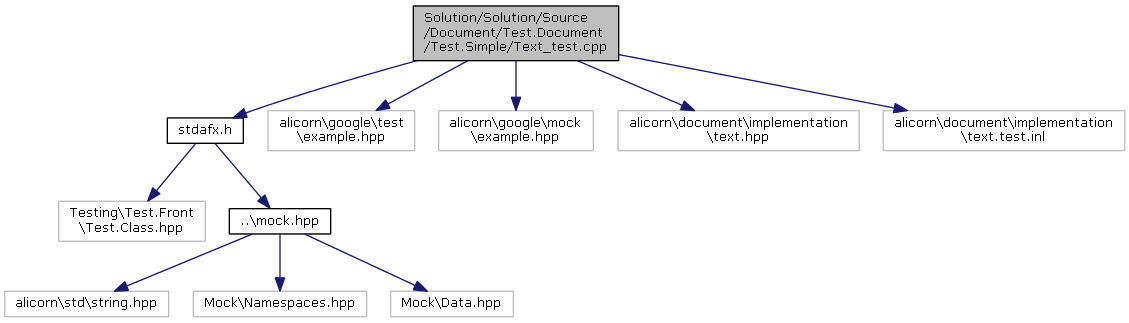 Solution/Solution/Source
/Document/Test.Document
/Test.Simple/Text_test.cpp
stdafx.h
alicorn\google\test
\example.hpp
alicorn\google\mock
\example.hpp
alicorn\document\implementation
\text.hpp
alicorn\document\implementation
\text.test.inl
Testing\Test.Front
\Test.Class.hpp
..\mock.hpp
alicorn\std\string.hpp
Mock\Namespaces.hpp
Mock\Data.hpp